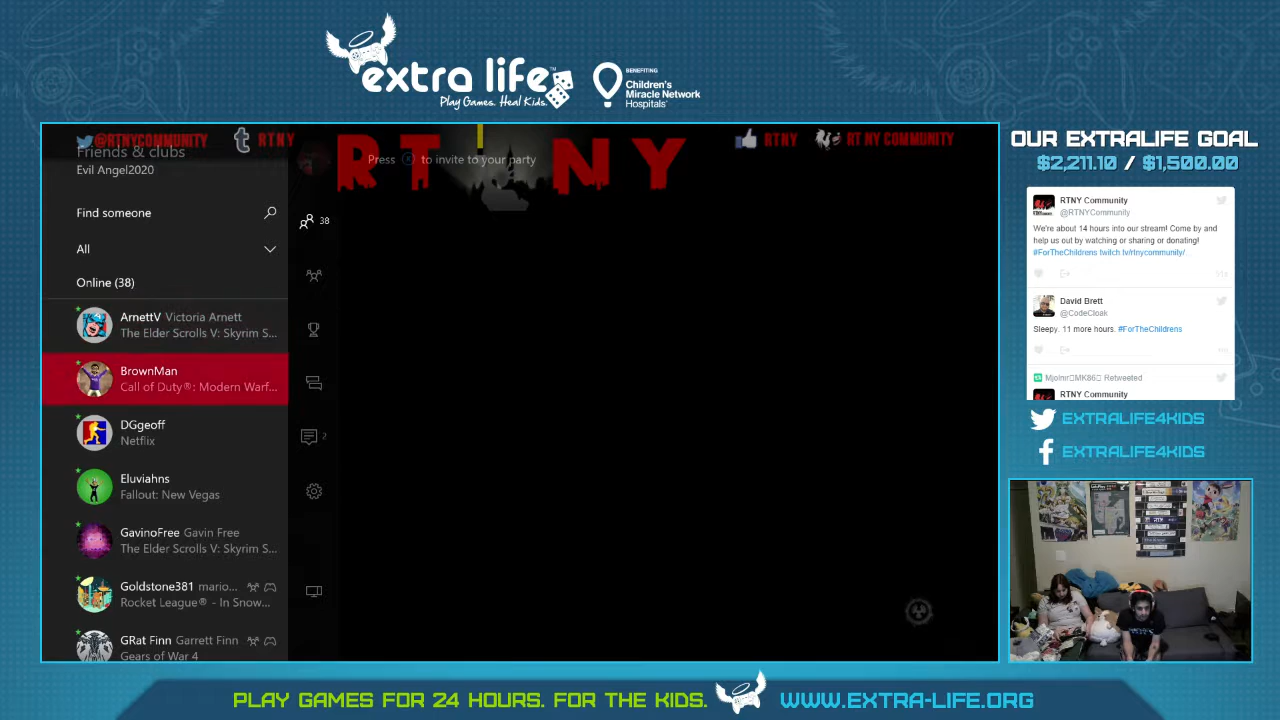 extra life™
Play Games. Heal Kids.
BENEFITING
Children's
Miracle Network
Hospitals®
@RTNYCOMMUNITY
RTNY
RT NY
RTNY
RT NY COMMUNITY
Friends & clubs
Evil Angel2020
Press R to invite to your party
Find someone
38
All
Online (38)
ArnettV Victoria Arnett
The Elder Scrolls V: Skyrim S...
BrownMan
Call of Duty®: Modern Warf...
DGgeoff
Netflix
2
Eluviahns
Fallout: New Vegas
GavinoFree Gavin Free
The Elder Scrolls V: Skyrim S...
Goldstone381 mario...
Rocket League® - In Snow...
GRat Finn Garrett Finn
Gears of War 4
OUR EXTRALIFE GOAL
$2,211.10 / $1,500.00
RTNY Community
@RTNYCommunity
We're about 14 hours into our stream! Come by and
help us out by watching or sharing or donating!
#ForTheChildrens twitch.tv/rtnycommunity/.
David Brett
@CodeCloak
Sleepy. 11 more hours. #ForTheChildrens
Mjolnir MK86 Retweeted
RTNY Community
EXTRALIFE4KIDS
EXTRALIFE4KIDS
PLAY GAMES FOR 24 HOURS. FOR THE KIDS.
WWW.EXTRA-LIFE.ORG